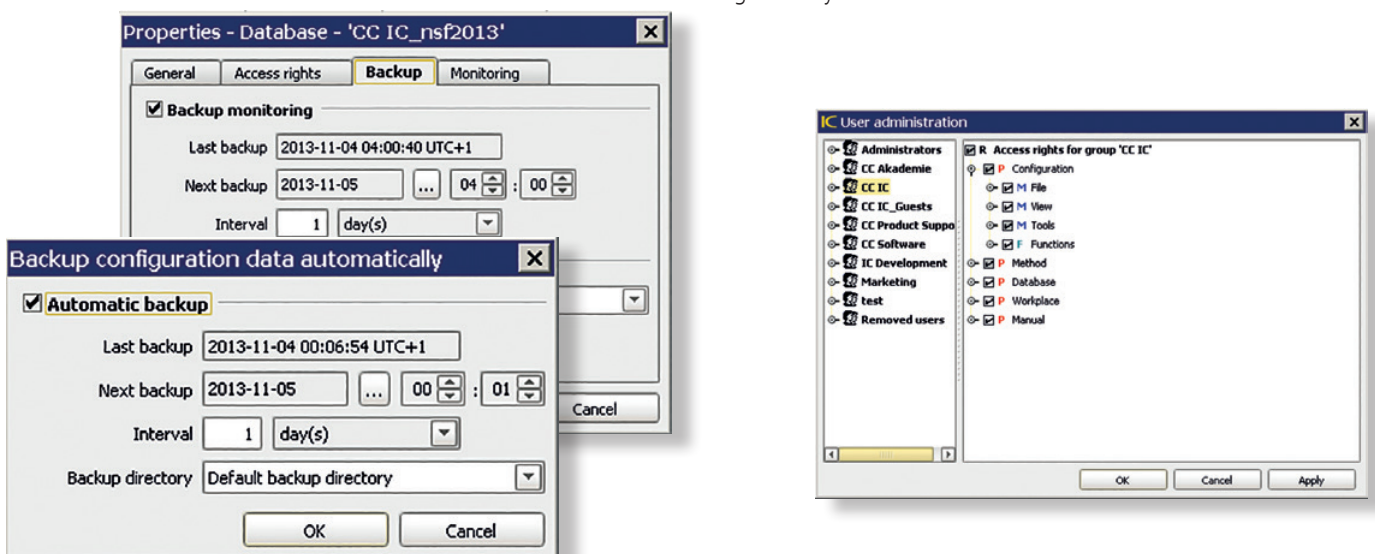 Properties - Database - 'CC IC_nsf2013'
General Access rights Backup Monitoring
Backup monitoring
Last backup 2013-11-04 04:00:40 UTC+1
Next backup 2013-11-05 ... 04 : 00
Interval 1 day(s)
Cancel
Backup configuration data automatically
Automatic backup
Last backup 2013-11-04 00:06:54 UTC+1
Next backup 2013-11-05 ... 00 : 01
Interval 1 day(s)
Backup directory Default backup directory
OK Cancel
IC User administration
Administrators
CC Akademie
CC IC
CC IC_Guests
CC Product Suppo
CC Software
IC Development
Marketing
test
Removed users
R Access rights for group 'CC IC'
P Configuration
M File
M View
M Tools
F Functions
P Method
P Database
P Workplace
P Manual
OK Cancel Apply